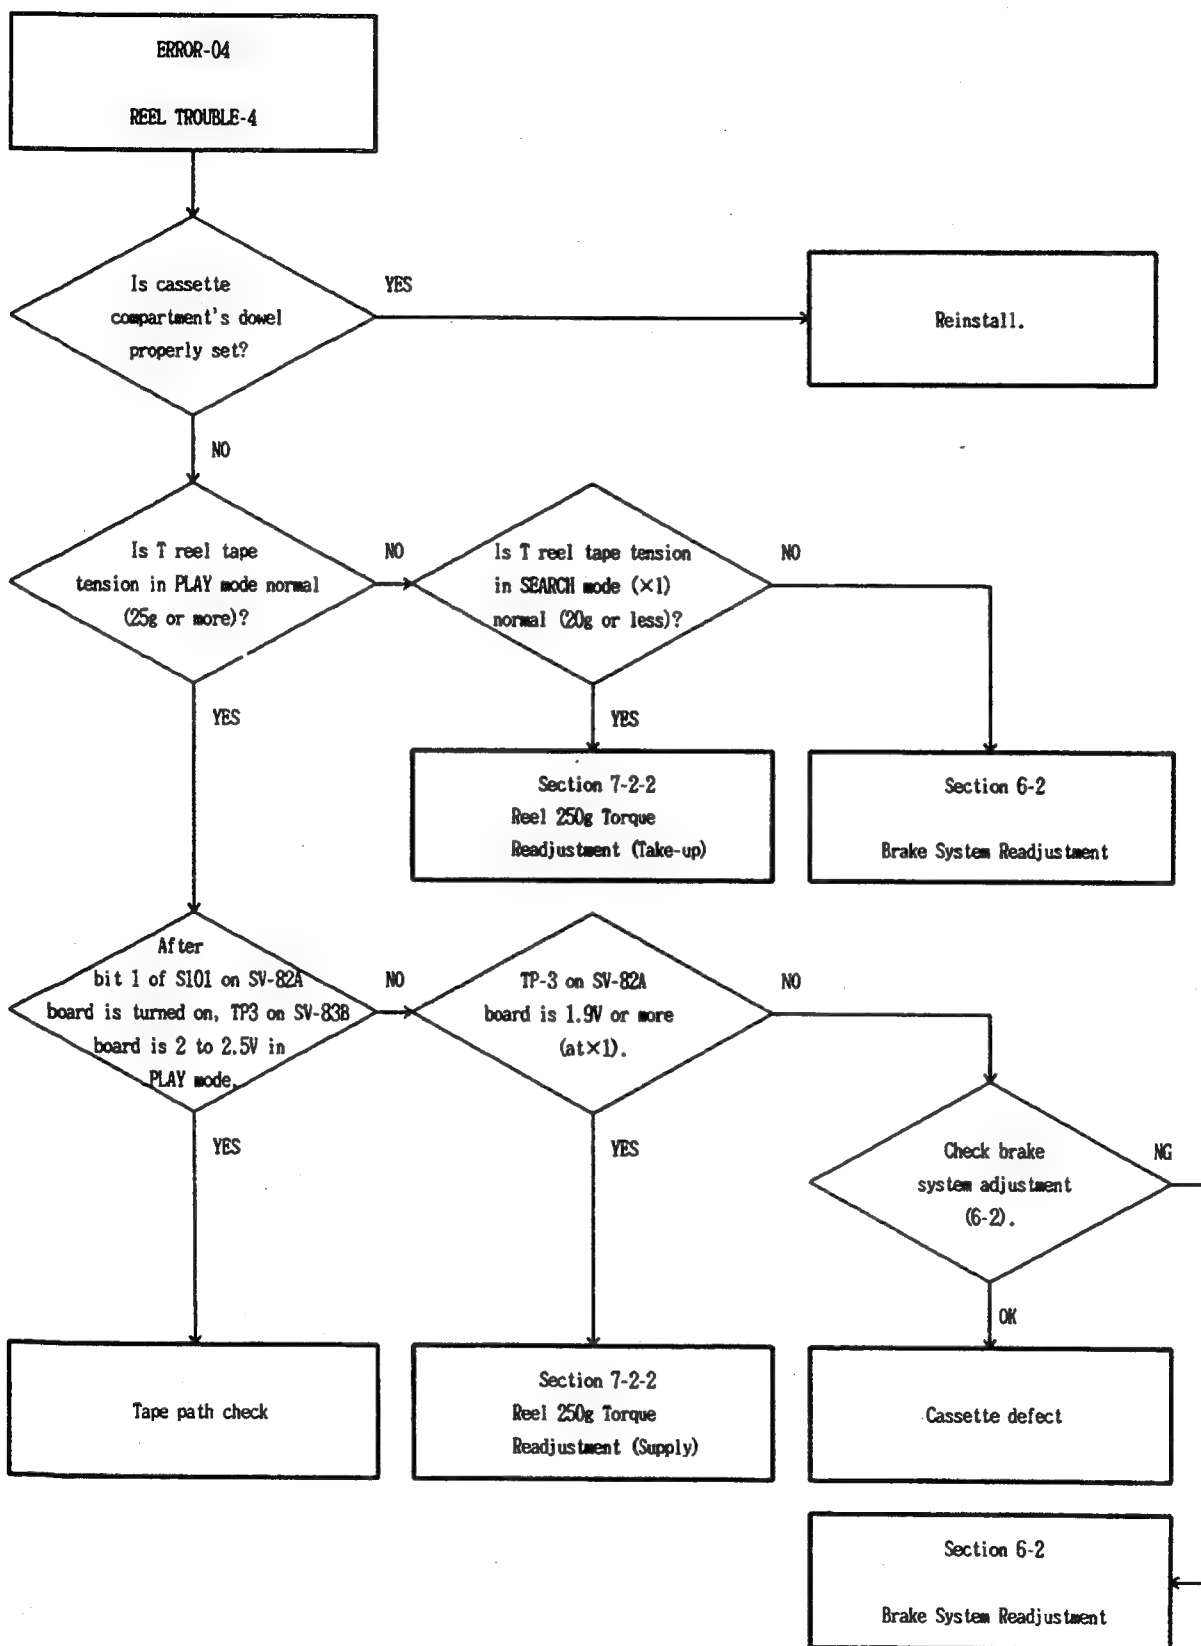 ERROR-04
REEL TROUBLE-4
Is cassette
compartment's dowel
properly set?
YES
Reinstall.
NO
Is T reel tape
tension in PLAY mode normal
(25g or more)?
NO
Is T reel tape tension
in SEARCH mode (×1)
normal (20g or less)?
NO
YES
YES
Section 7-2-2
Reel 250g Torque
Readjustment (Take-up)
Section 6-2
Brake System Readjustment
After
bit 1 of S101 on SV-82A
board is turned on, TP3 on SV-83B
board is 2 to 2.5V in
PLAY mode.
NO
TP-3 on SV-82A
board is 1.9V or more
(at×1).
NO
YES
YES
Check brake
system adjustment
(6-2).
NG
OK
Tape path check
Section 7-2-2
Reel 250g Torque
Readjustment (Supply)
Cassette defect
Section 6-2
Brake System Readjustment